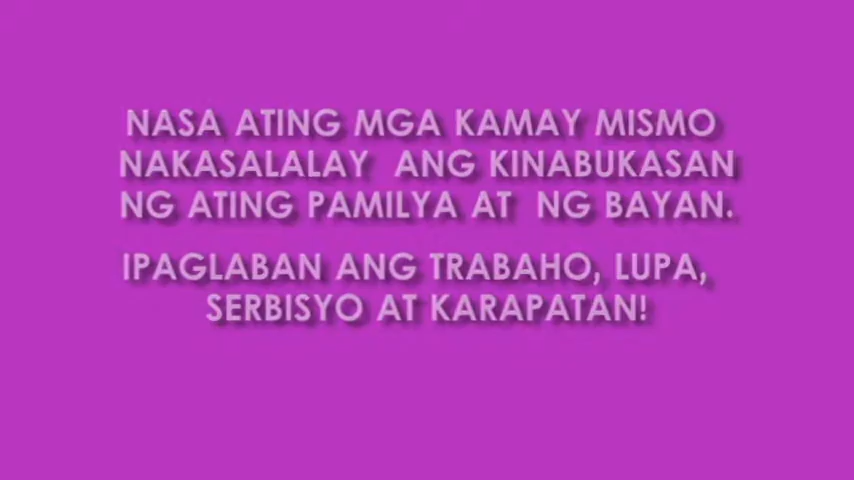 NASA ATING MGA KAMAY MISMO
NAKASALALAY ANG KINABUKASAN
NG ATING PAMILYA AT NG BAYAN.
IPAGLABAN ANG TRABAHO, LUPA,
SERBISYO AT KARAPATAN!